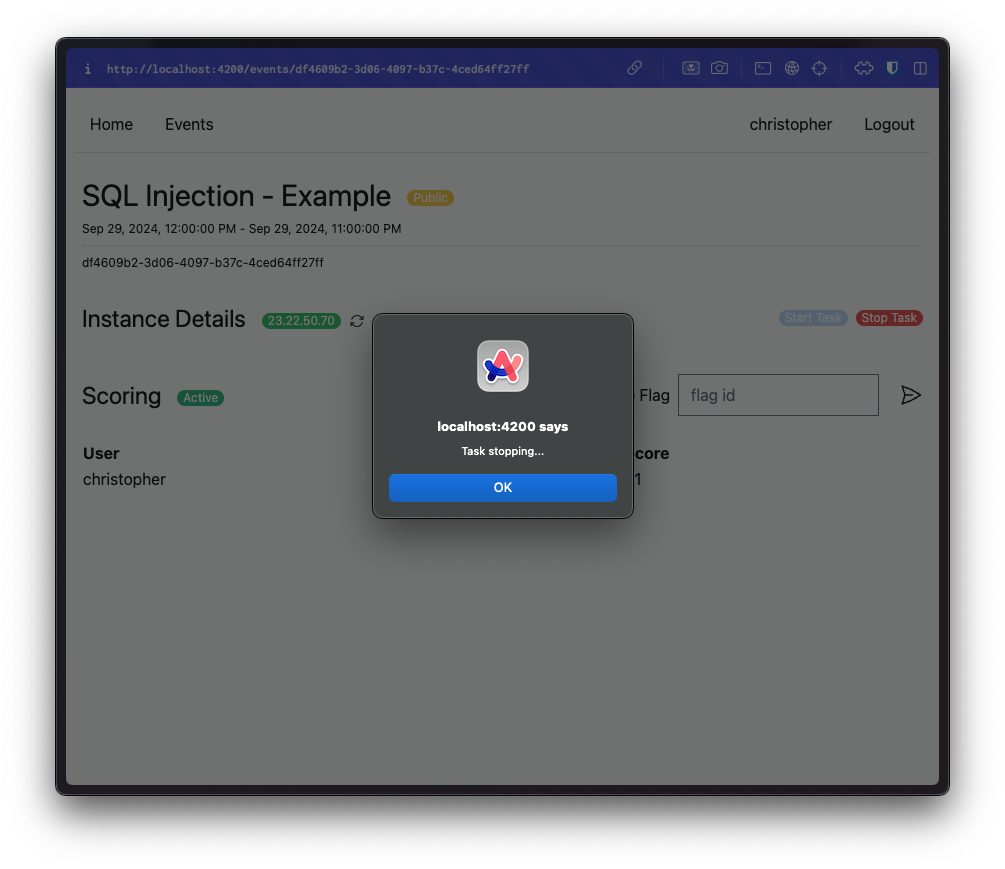 i http://localhost:4200/events/df4609b2-3d06-4097-b37c-4ced64ff27ff
Home Events christopher Logout
SQL Injection - Example Public
Sep 29, 2024, 12:00:00 PM - Sep 29, 2024, 11:00:00 PM
df4609b2-3d06-4097-b37c-4ced64ff27ff
Instance Details 23.22.50.70 Start Task Stop Task
Scoring Active Flag flag id
User core
christopher 1
localhost:4200 says
Task stopping...
OK